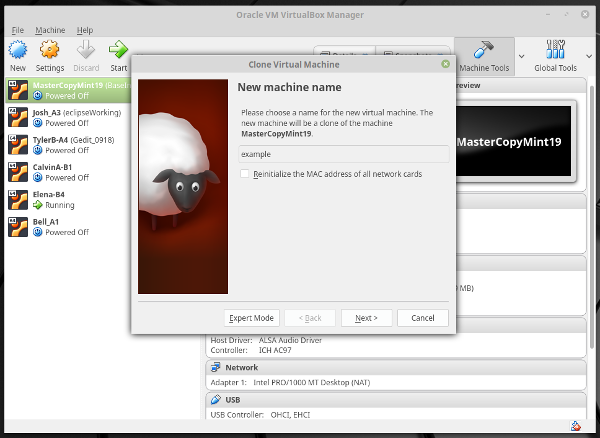 Oracle VM VirtualBox Manager
File Machine Help
New Settings Discard Start
Machine Tools Global Tools
MasterCopyMint19
Powered Off
Josh_A3 (eclipseWorking)
Powered Off
TylerB-A4 (Gedit_0918)
Powered Off
CalvinA-B1
Powered Off
Elena-B4
Running
Bell_A1
Powered Off
Clone Virtual Machine
New machine name
Please choose a name for the new virtual machine. The
new machine will be a clone of the machine
MasterCopyMint19.
example
Reinitialize the MAC address of all network cards
Expert Mode < Back Next > Cancel
review
MasterCopyMint19
MB)
Host Driver: ALSA Audio Driver
Controller: ICH AC97
Network
Adapter 1: Intel PRO/1000 MT Desktop (NAT)
USB
USB Controller: OHCI, EHCI